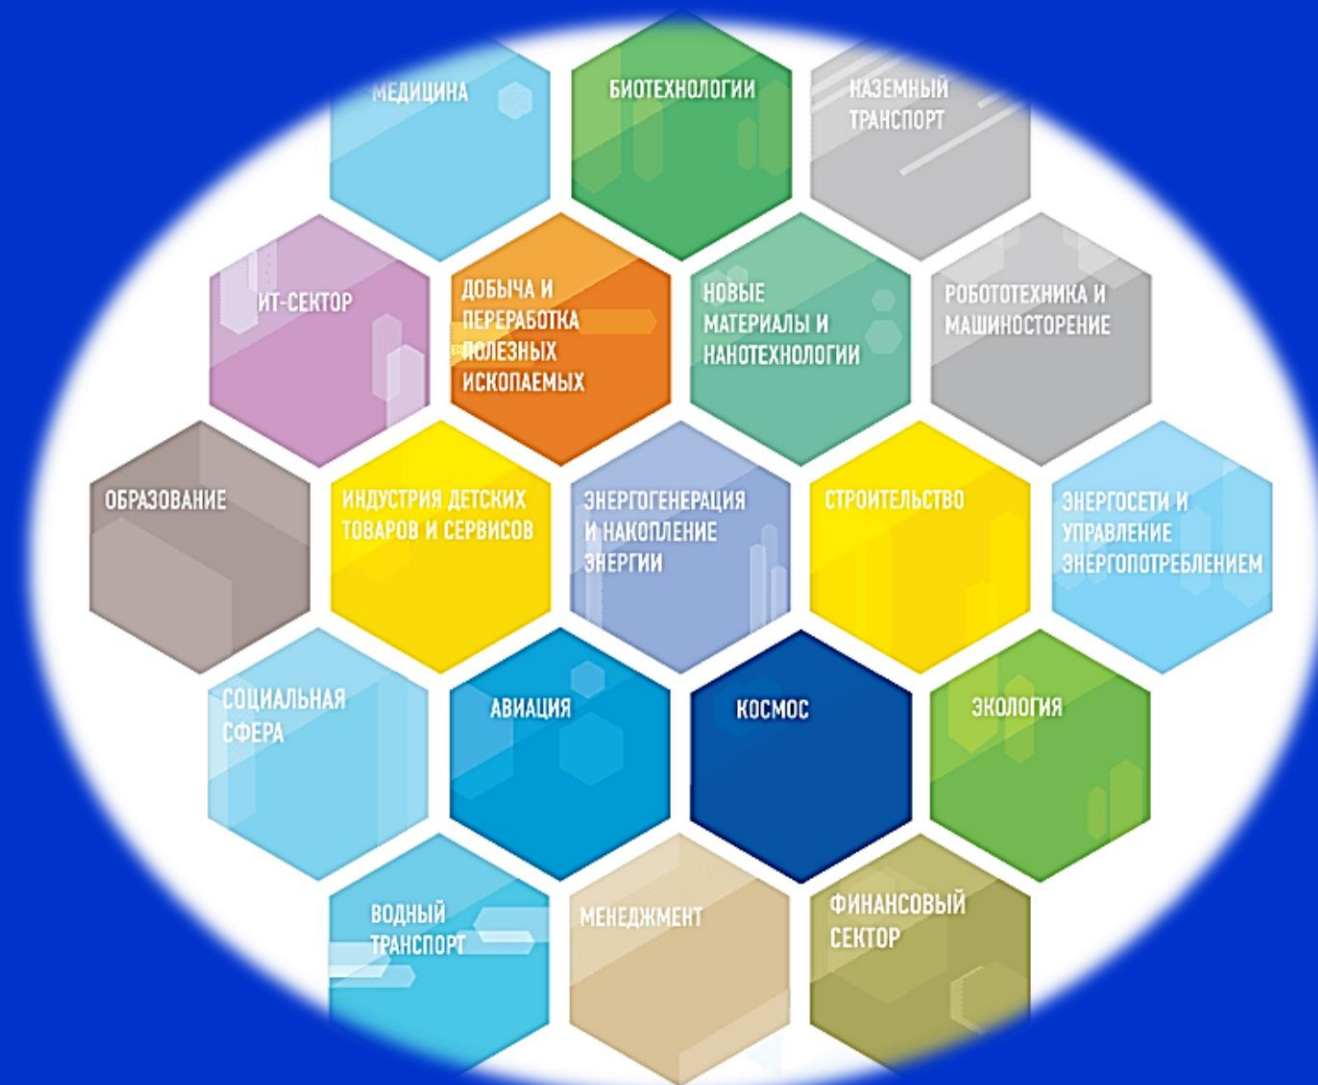 МЕДИЦИНА
БИОТЕХНОЛОГИИ
НАЗЕМНЫЙ
ТРАНСПОРТ
ИТ-СЕКТОР
ДОБЫЧА И
ПЕРЕРАБОТКА
ПОЛЕЗНЫХ
ИСКОПАЕМЫХ
НОВЫЕ
МАТЕРИАЛЫ И
НАНОТЕХНОЛОГИИ
РОБОТОТЕХНИКА И
МАШИНОСТОРЕНИЕ
ОБРАЗОВАНИЕ
ИНДУСТРИЯ ДЕТСКИХ
ТОВАРОВ И СЕРВИСОВ
ЭНЕРГОГЕНЕРАЦИЯ
И НАКОПЛЕНИЕ
ЭНЕРГИИ
СТРОИТЕЛЬСТВО
ЭНЕРГОСЕТИ И
УПРАВЛЕНИЕ
ЭНЕРГОПОТРЕБЛЕНИЕМ
СОЦИАЛЬНАЯ
СФЕРА
АВИАЦИЯ
КОСМОС
ЭКОЛОГИЯ
ВОДНЫЙ
ТРАНСПОРТ
МЕНЕДЖМЕНТ
ФИНАНСОВЫЙ
СЕКТОР